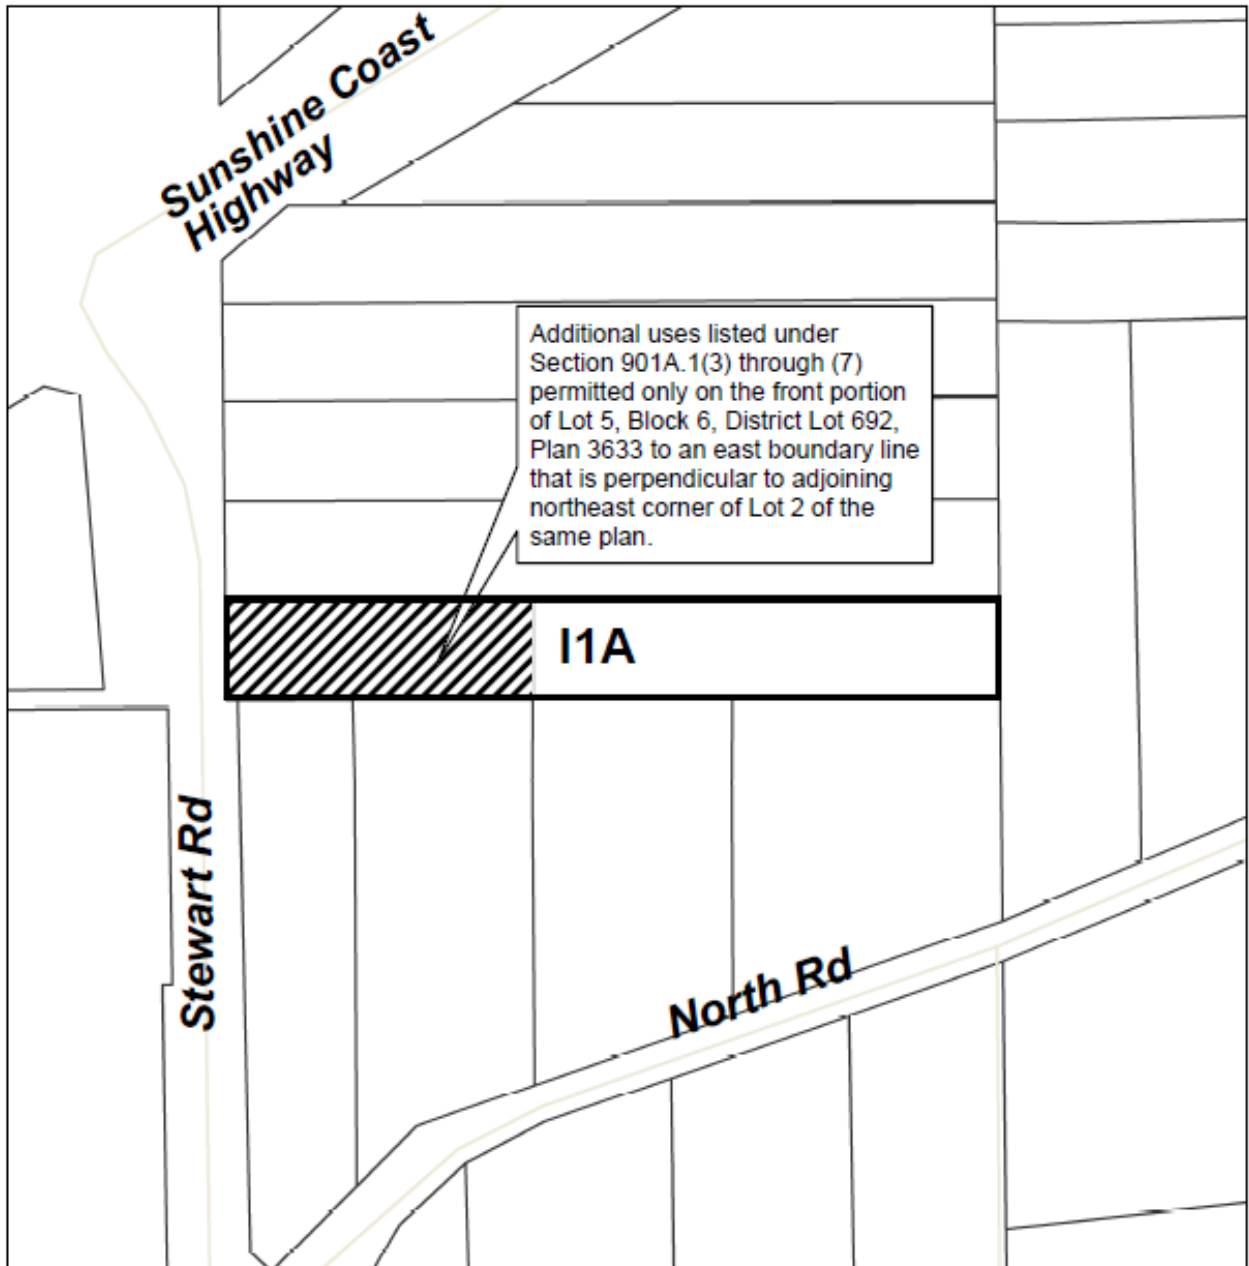 Sunshine Coast
Highway
Additional uses listed under
Section 901A.1(3) through (7)
permitted only on the front portion
of Lot 5, Block 6, District Lot 692,
Plan 3633 to an east boundary line
that is perpendicular to adjoining
northeast corner of Lot 2 of the
same plan.
I1A
Stewart Rd
North Rd